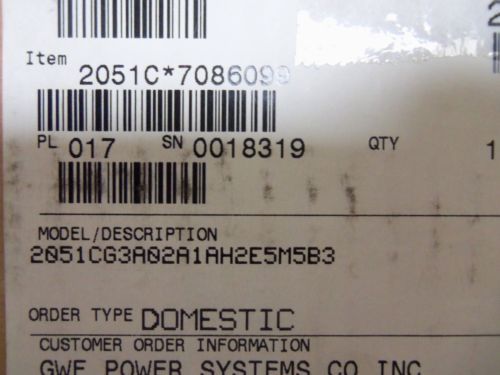 Item
2051C*7086099
PL 017 SN 0018319 QTY 1
MODEL/DESCRIPTION
2051CG3A02A1AH2E5M5B3
ORDER TYPE DOMESTIC
CUSTOMER ORDER INFORMATION
GWF POWER SYSTEMS CO INC